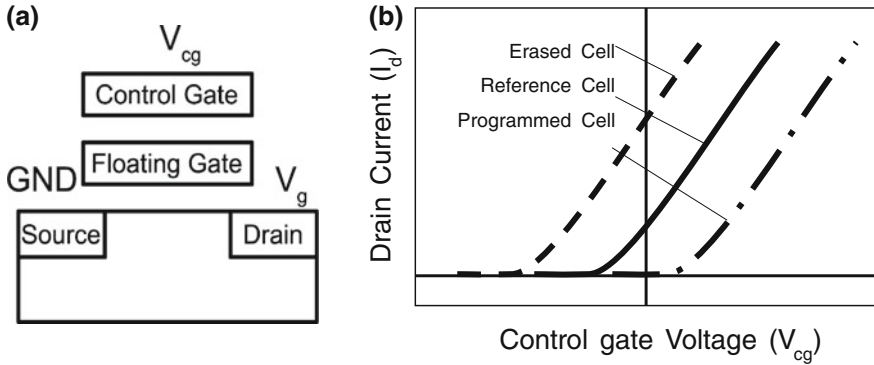 (a)
V_cg
Control Gate
Floating Gate
GND
V_g
Source
Drain
(b)
Erased Cell
Reference Cell
Programmed Cell
Drain Current (I_d)
Control gate Voltage (V_cg)